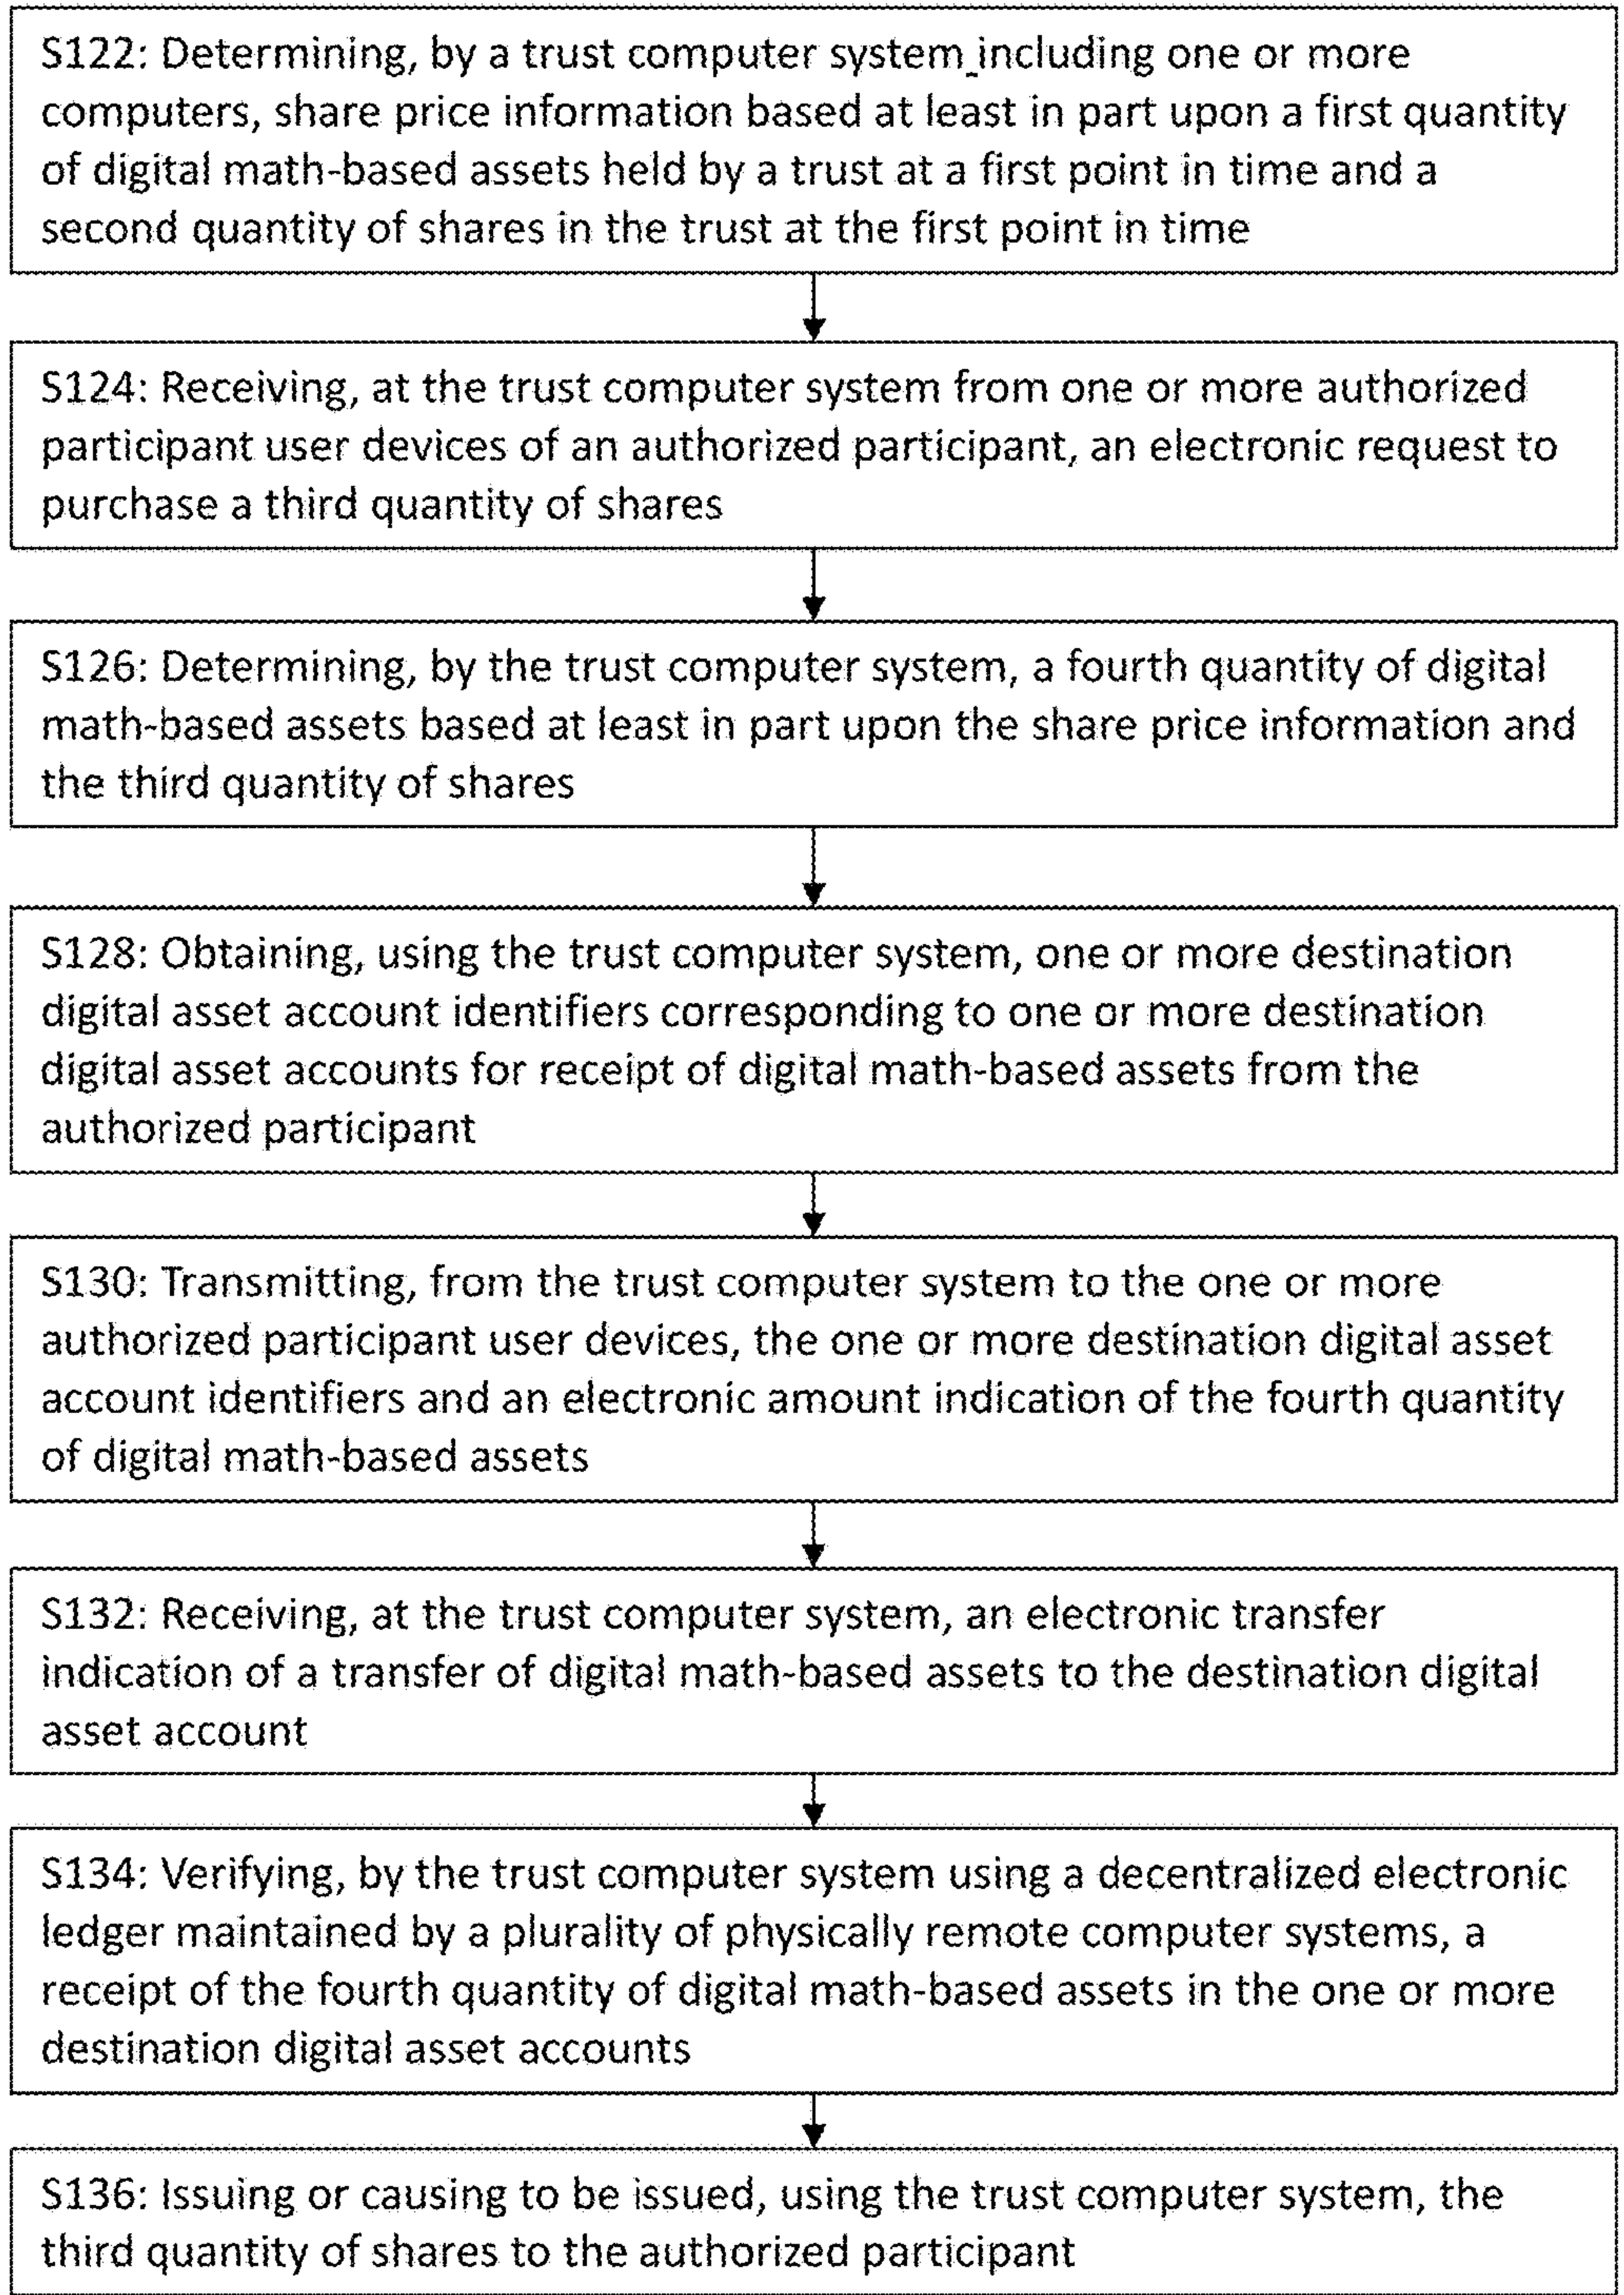 S122: Determining, by a trust computer system including one or more
computers, share price information based at least in part upon a first quantity
of digital math-based assets held by a trust at a first point in time and a
second quantity of shares in the trust at the first point in time
S124: Receiving, at the trust computer system from one or more authorized
participant user devices of an authorized participant, an electronic request to
purchase a third quantity of shares
S126: Determining, by the trust computer system, a fourth quantity of digital
math-based assets based at least in part upon the share price information and
the third quantity of shares
S128: Obtaining, using the trust computer system, one or more destination
digital asset account identifiers corresponding to one or more destination
digital asset accounts for receipt of digital math-based assets from the
authorized participant
S130: Transmitting, from the trust computer system to the one or more
authorized participant user devices, the one or more destination digital asset
account identifiers and an electronic amount indication of the fourth quantity
of digital math-based assets
S132: Receiving, at the trust computer system, an electronic transfer
indication of a transfer of digital math-based assets to the destination digital
asset account
S134: Verifying, by the trust computer system using a decentralized electronic
ledger maintained by a plurality of physically remote computer systems, a
receipt of the fourth quantity of digital math-based assets in the one or more
destination digital asset accounts
S136: Issuing or causing to be issued, using the trust computer system, the
third quantity of shares to the authorized participant